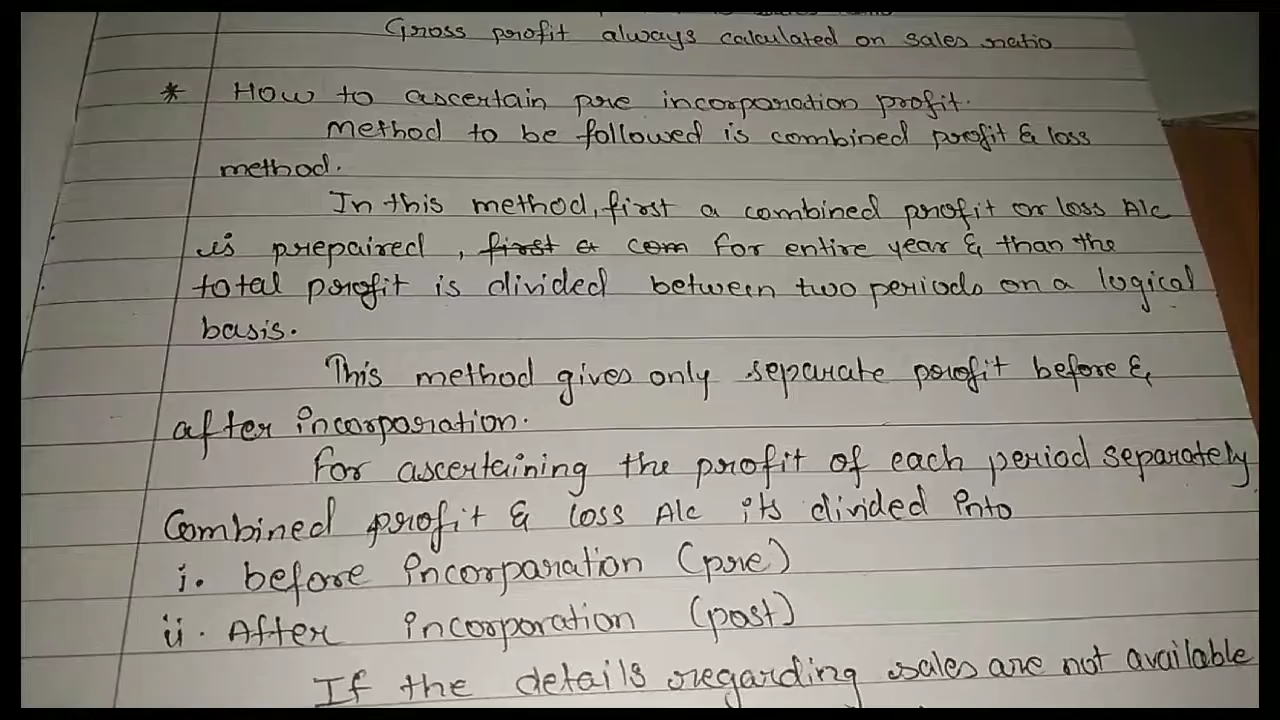 Gross profit always calculated on sales ratio
* How to ascertain pre incorporation profit.
Method to be followed is combined profit & loss
method.
In this method, first a combined profit or loss A/c
is prepaired, first a com for entire year & than the
total profit is divided between two periods on a logical
basis.
This method gives only separate profit before &
after incorporation.
For ascertaining the profit of each period separately
Combined profit & loss A/c its divided into
i. before incorparation (pre)
ii. After incorporation (post)
If the details regarding sales are not available